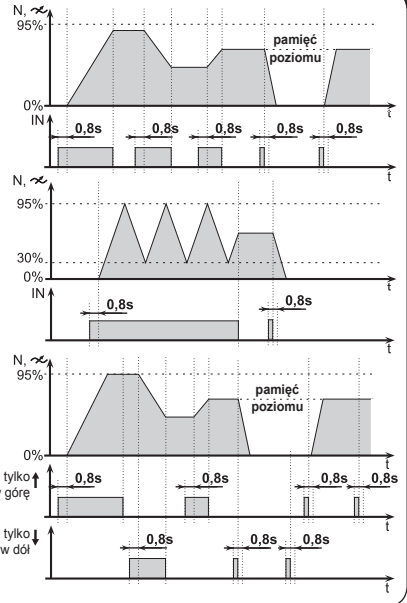 N, ≁
95%
pamięć
poziomu
0%
t
IN
0,8s 0,8s 0,8s 0,8s 0,8s
t
N, ≁
95%
30%
0%
t
IN
0,8s 0,8s
t
N, ≁
95%
pamięć
poziomu
0%
t
tylko
w górę
0,8s 0,8s 0,8s 0,8s
t
tylko
w dół
0,8s 0,8s 0,8s
t